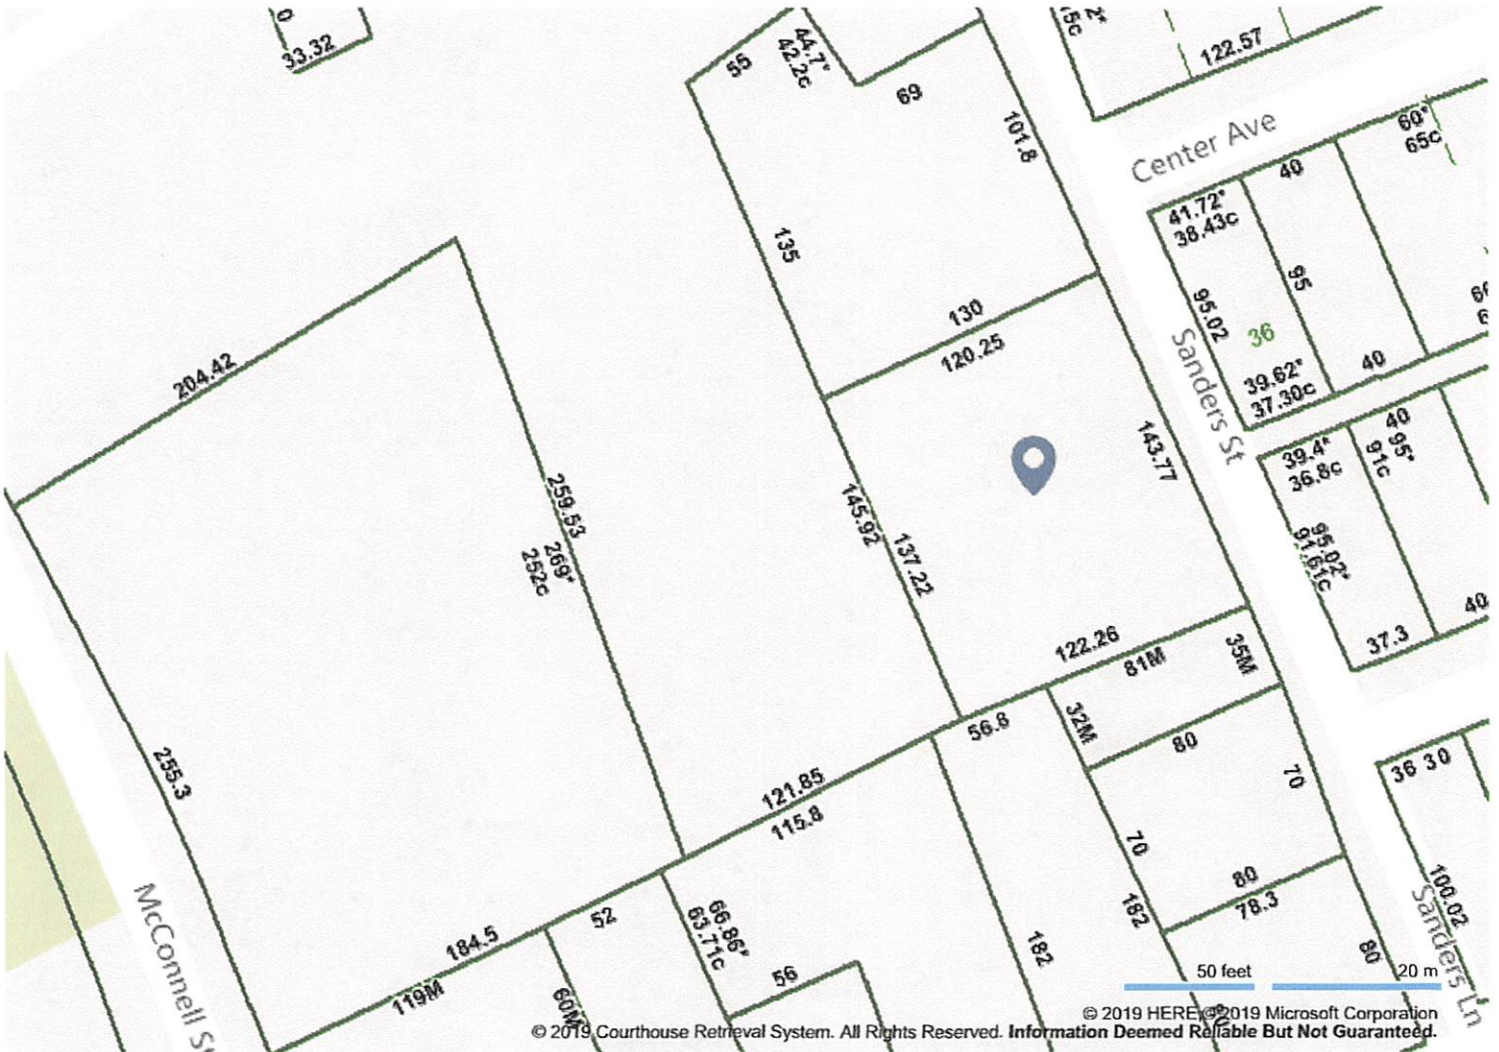 0
33.32
55
44.7*
42.2c
69
.5c
2*
122.57
101.8
Center Ave
60*
65c
40
41.72*
38.43c
135
95
95.02
130
120.25
36
Sanders St
204.42
39.62*
37.30c
40
143.77
40
39.4*
36.8c
95*
91c
259.53
269*
252c
145.92
137.22
95.02*
91.61c
40
37.3
122.26
81M
35M
32M
56.8
80
36 30
70
255.3
121.85
115.8
70
80
78.3
100.02
McConnell St
52
66.86*
63.71c
184.5
182
182
80
Sanders Ln
119M
60M
56
50 feet
20 m
© 2019 HERE, © 2019 Microsoft Corporation
© 2019 Courthouse Retrieval System. All Rights Reserved. Information Deemed Reliable But Not Guaranteed.